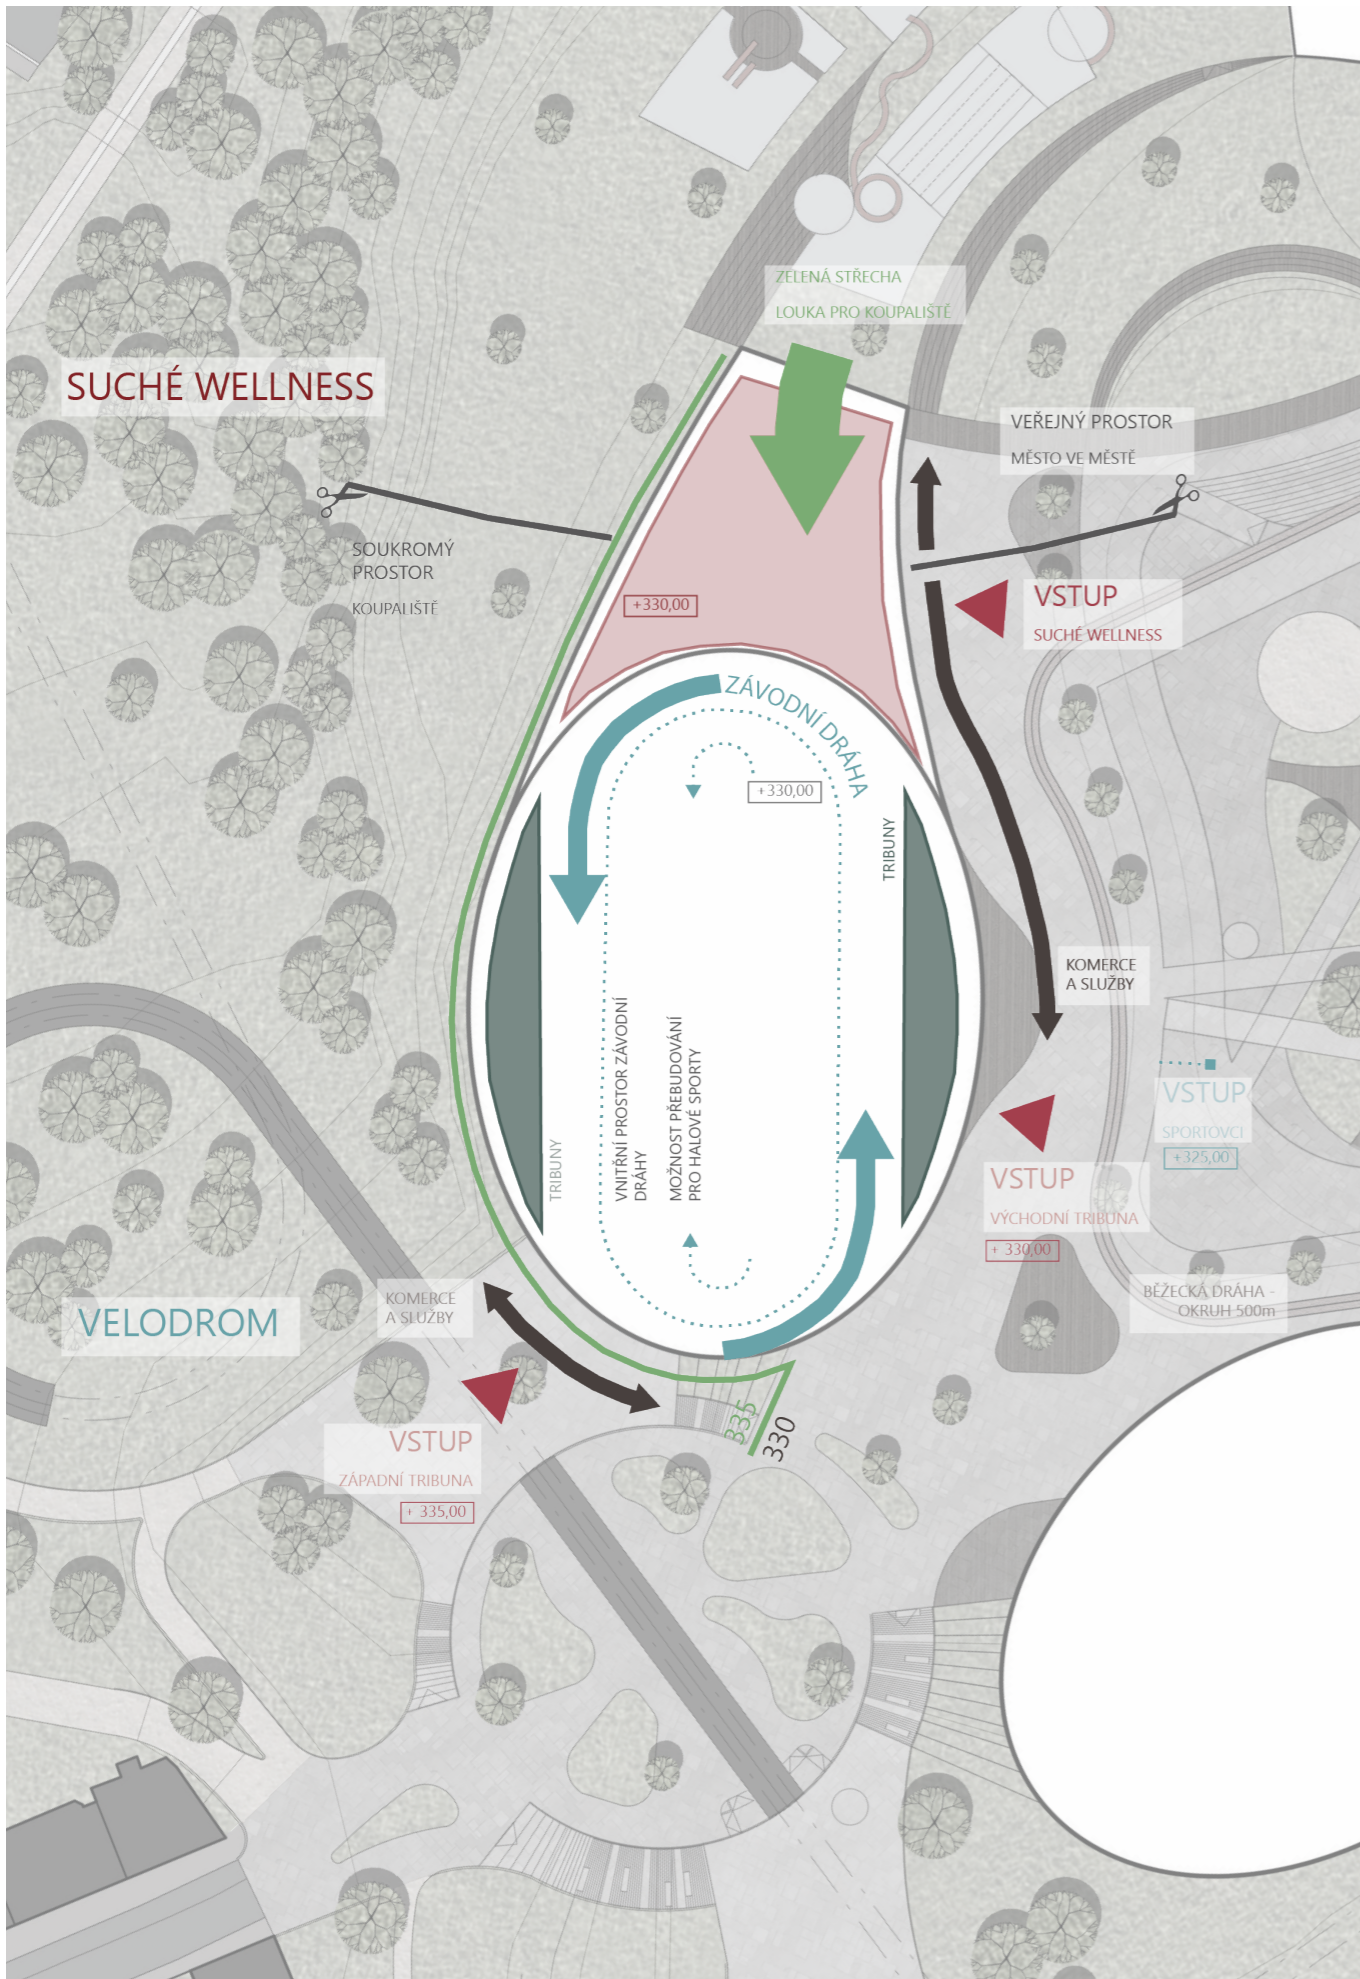 ZELENÁ STŘECHA
LOUKA PRO KOUPALIŠTĚ
SUCHÉ WELLNESS
VEŘEJNÝ PROSTOR
MĚSTO VE MĚSTĚ
SOUKROMÝ
PROSTOR
KOUPALIŠTĚ
+330,00
VSTUP
SUCHÉ WELLNESS
ZÁVODNÍ DRÁHA
+330,00
TRIBUNY
KOMERCE
A SLUŽBY
VNITŘNÍ PROSTOR ZÁVODNÍ
DRÁHY
MOŽNOST PŘEBUDOVÁNÍ
PRO HALOVÉ SPORTY
TRIBUNY
VSTUP
SPORTOVCI
+325,00
VSTUP
VÝCHODNÍ TRIBUNA
+ 330,00
BĚŽECKÁ DRÁHA -
OKRUH 500m
VELODROM
KOMERCE
A SLUŽBY
335
330
VSTUP
ZÁPADNÍ TRIBUNA
+ 335,00